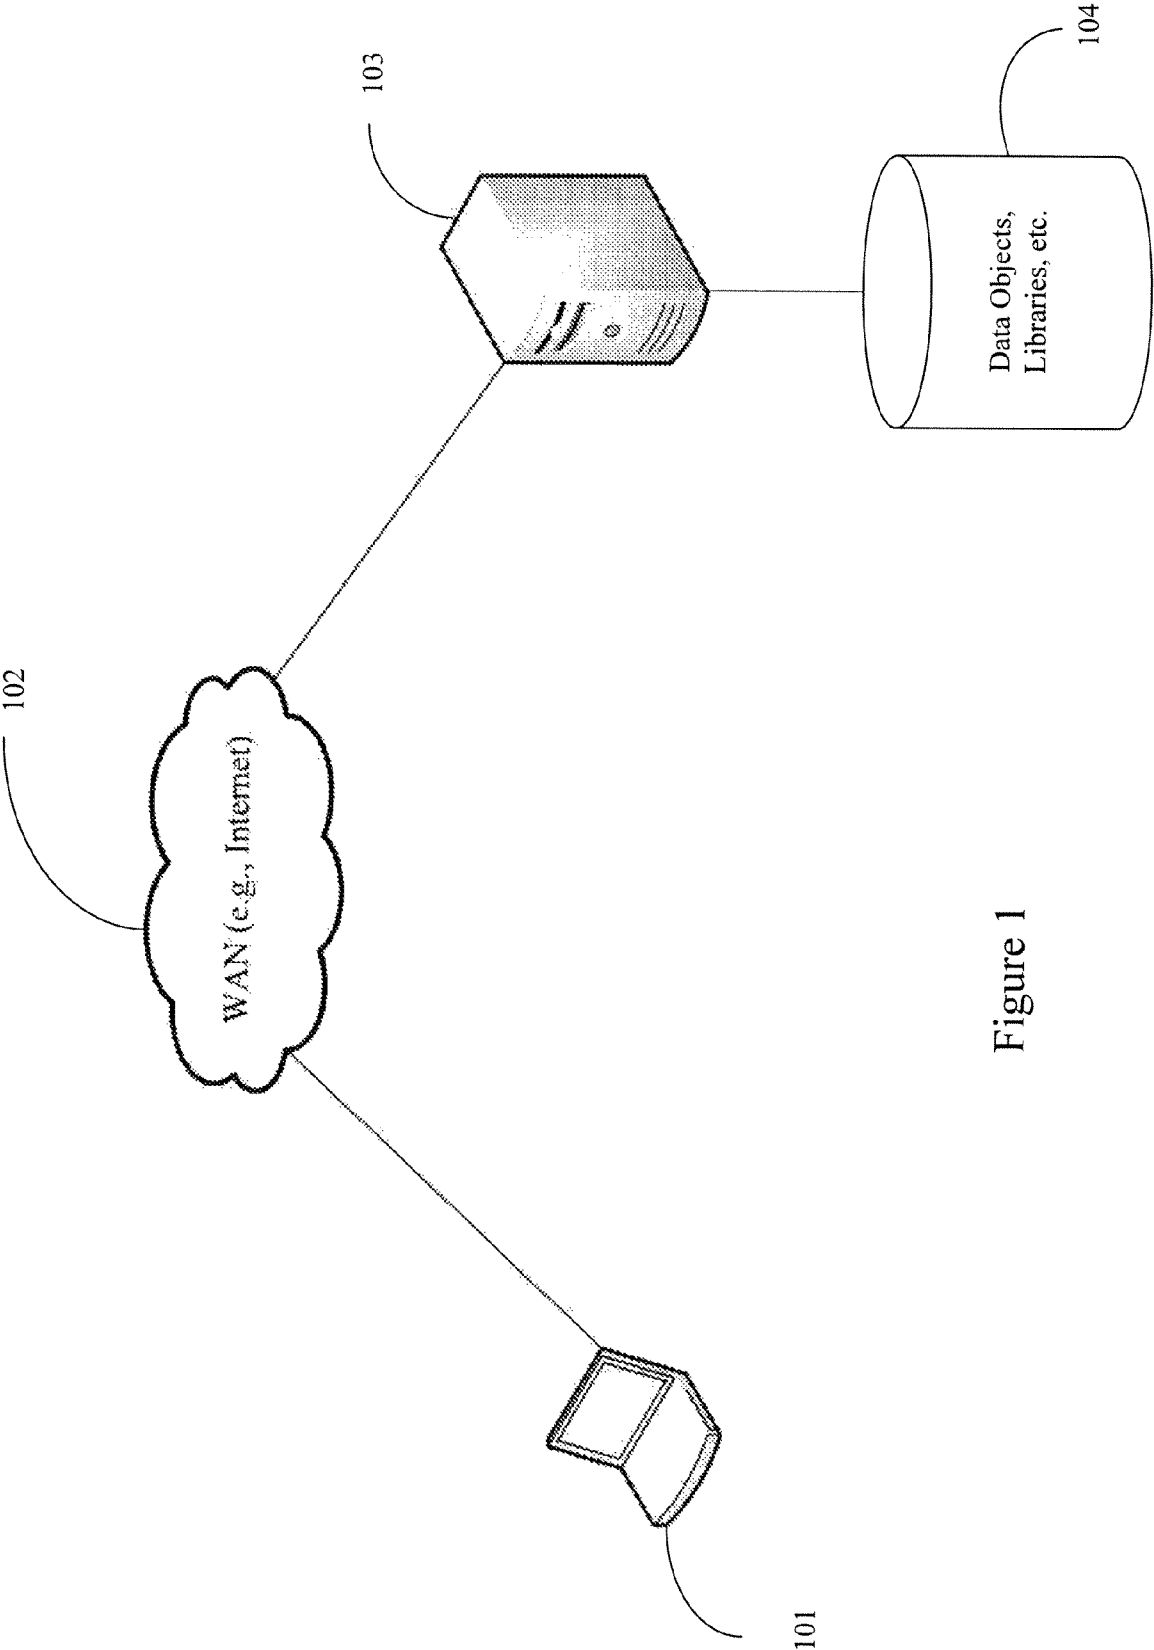 102
WAN (e.g., Internet)
103
104
Data Objects,
Libraries, etc.
101
Figure 1